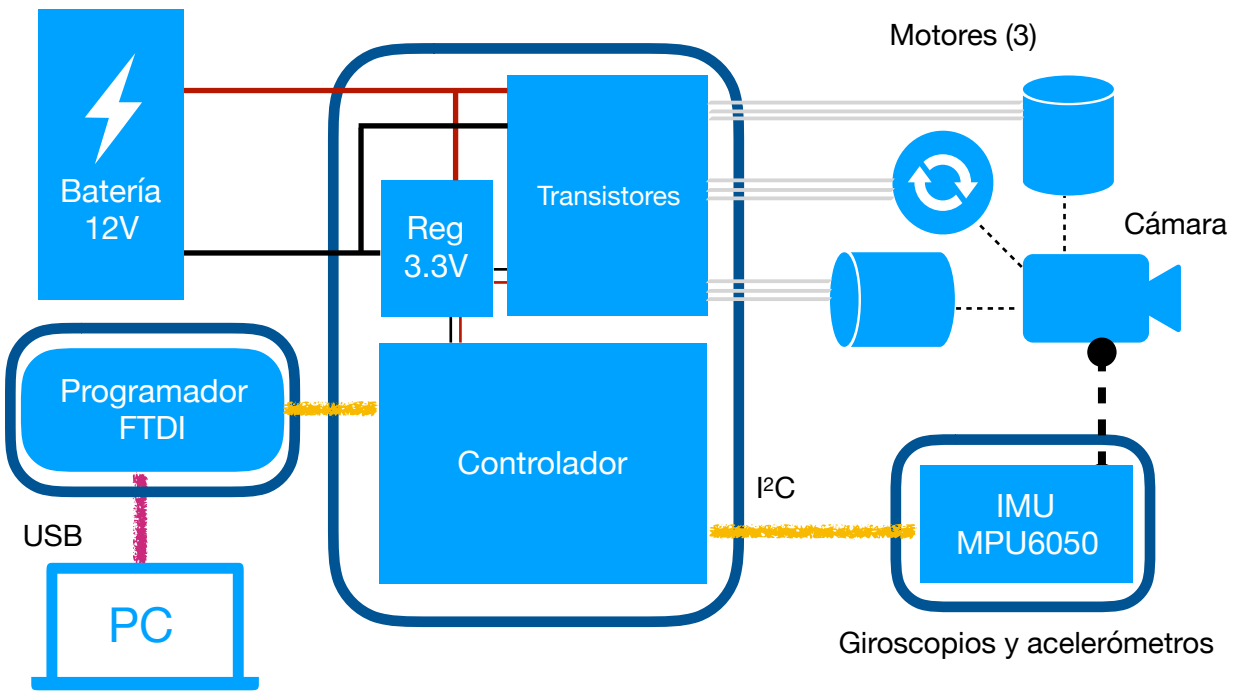 Motores (3)
Batería
12V
Transistores
Reg
3.3V
Cámara
Programador
FTDI
Controlador
I²C
IMU
MPU6050
USB
PC
Giroscopios y acelerómetros